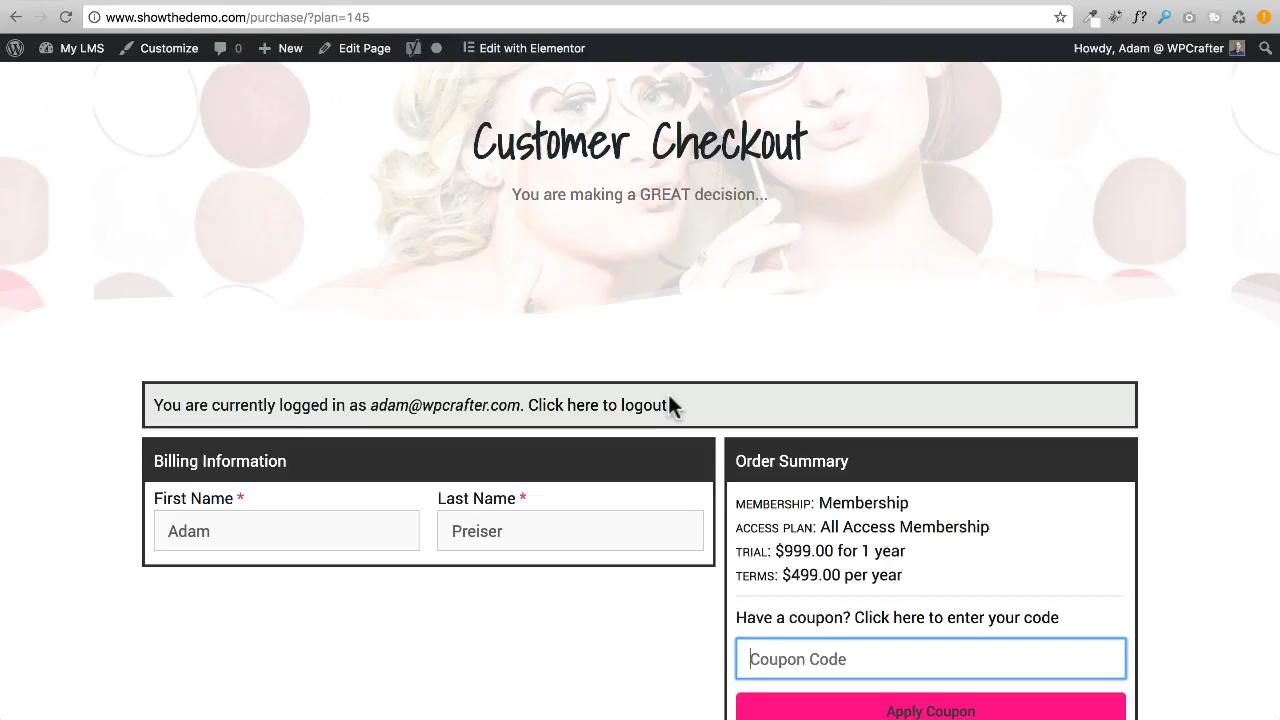 www.showthedemo.com/purchase/?plan=145
f?
My LMS
Customize
0
New
Edit Page
Edit with Elementor
Howdy, Adam @ WPCrafter
Customer Checkout
You are making a GREAT decision...
You are currently logged in as adam@wpcrafter.com. Click here to logout
Billing Information
First Name *
Last Name *
Adam
Preiser
Order Summary
MEMBERSHIP: Membership
ACCESS PLAN: All Access Membership
TRIAL: $999.00 for 1 year
TERMS: $499.00 per year
Have a coupon? Click here to enter your code
Coupon Code
Apply Coupon